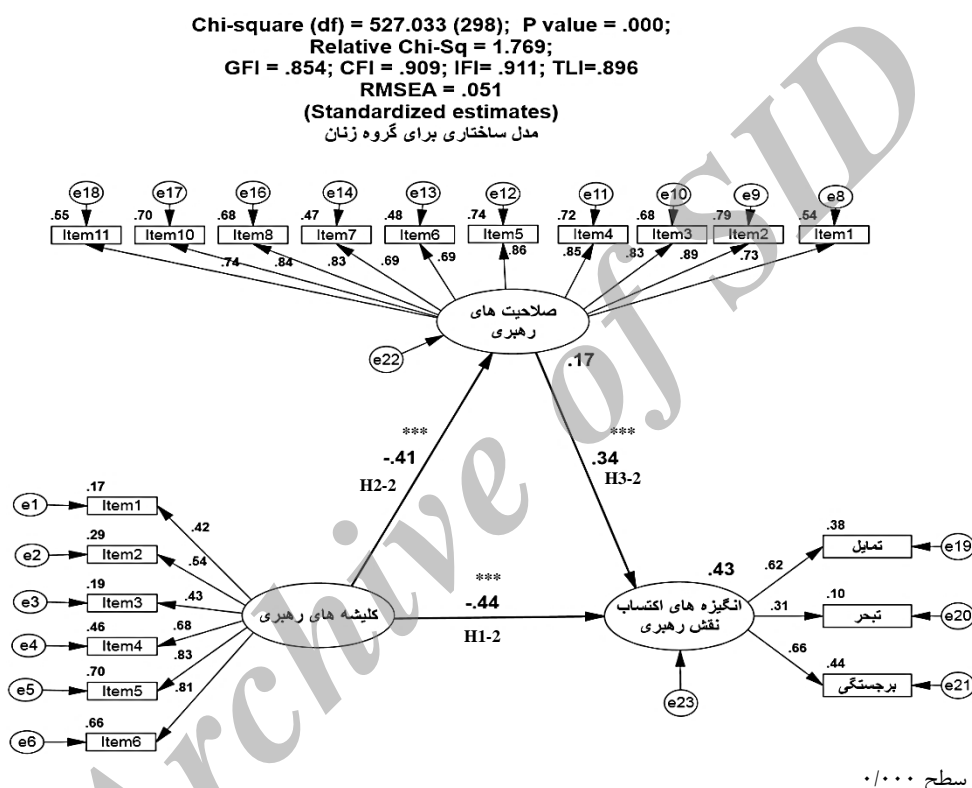 Chi-square (df) = 527.033 (298); P value = .000;
Relative Chi-Sq = 1.769;
GFI = .854; CFI = .909; IFI= .911; TLI=.896
RMSEA = .051
(Standardized estimates)
مدل ساختاری برای گروه زنان
e18 e17 e16 e14 e13 e12 e11 e10 e9 e8
.55 .70 .68 .47 .48 .74 .72 .68 .79 .54
Item11 Item10 Item8 Item7 Item6 Item5 Item4 Item3 Item2 Item1
.74 .84 .83 .69 .69 .86 .85 .83 .89 .73
صلاحیت های
رهبری
e22
.17
***
-.41
H2-2
***
.34
H3-2
e1 .17 Item1 .42
e2 .29 Item2 .54
e3 .19 Item3 .43
e4 .46 Item4 .68
e5 .70 Item5 .83
e6 .66 Item6 .81
کلیشه های رهبری
***
-.44
H1-2
.43
انگیزه های اکتساب
نقش رهبری
e23
.62 .38 تمایل e19
.31 .10 تبحر e20
.66 .44 برجستگی e21
سطح ۰/۰۰۰
Archive of SID